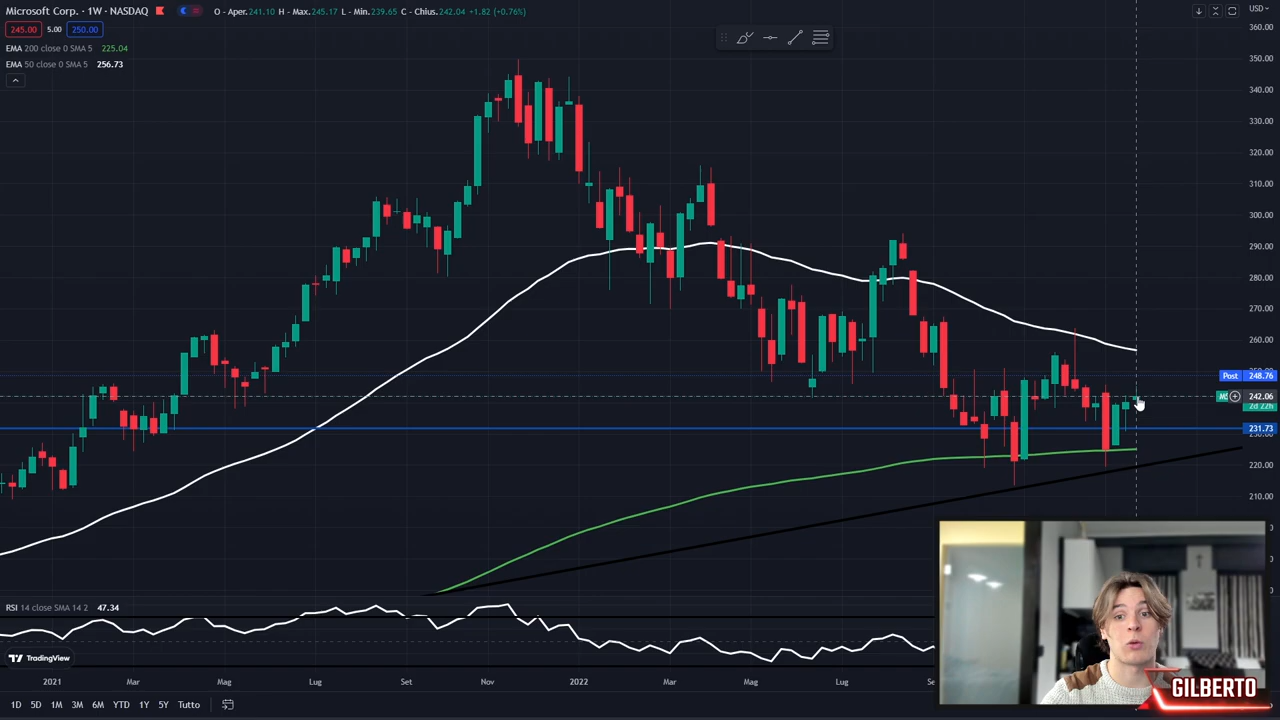 Microsoft Corp. · 1W · NASDAQ O - Aper.241.10 H - Max.245.17 L - Min.239.65 C - Chius.242.04 +1.82 (+0.76%) USD
245.00 5.00 250.00
EMA 200 close 0 SMA 5 225.04
EMA 50 close 0 SMA 5 256.73
360.00
350.00
340.00
330.00
320.00
310.00
300.00
290.00
280.00
270.00
260.00
Post 248.76
242.06
2d 22h
231.73
220.00
210.00
RSI 14 close SMA 14 2 47.34
TradingView
2021 Mar Mag Lug Set Nov 2022 Mar Mag Lug
1D 5D 1M 3M 6M YTD 1Y 5Y Tutto
GILBERTO